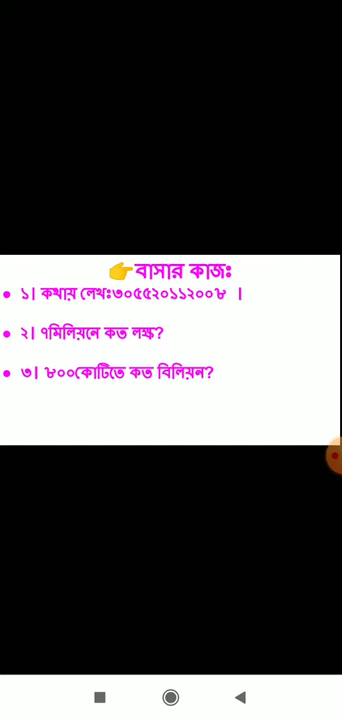 👉বাসার কাজঃ
• ১। কথায় লেখঃ৩০৫৫২০১১২০০৮ ।
• ২। ৭মিলিয়নে কত লক্ষ?
• ৩। ৮০০কোটিতে কত বিলিয়ন?